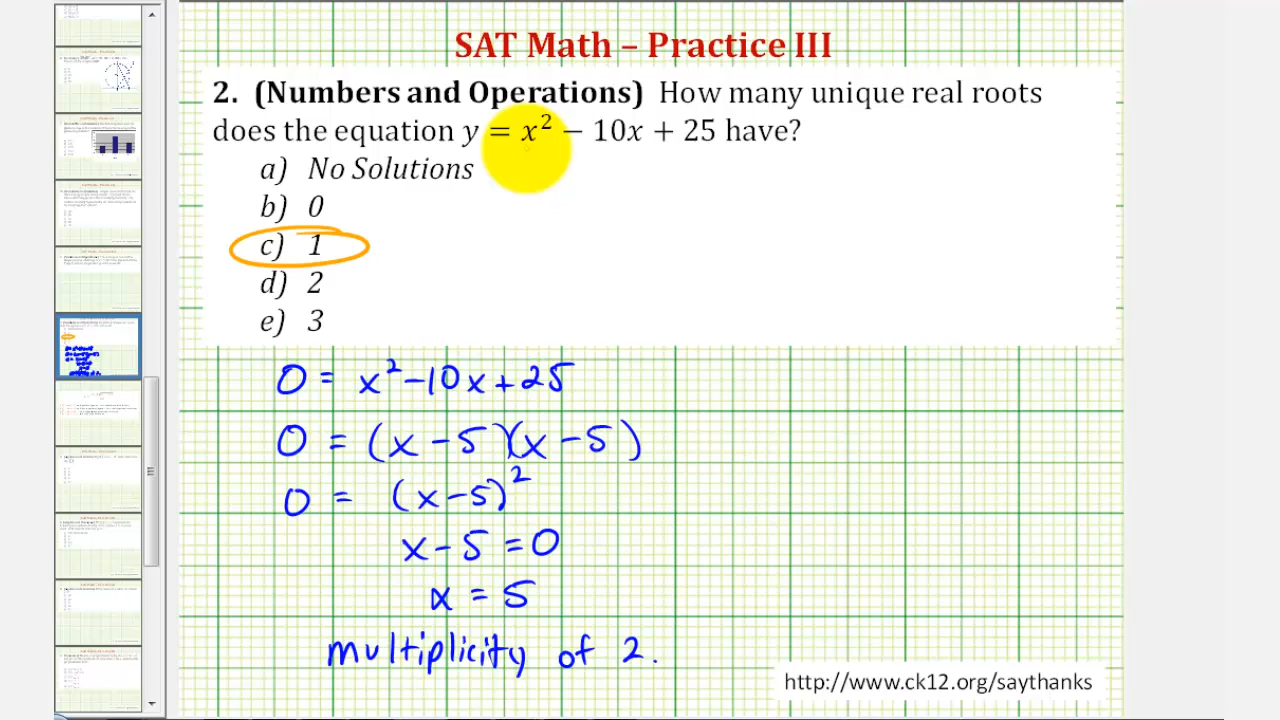 SAT Math – Practice III
2. (Numbers and Operations) How many unique real roots
does the equation y = x² − 10x + 25 have?
a) No Solutions
b) 0
c) 1
d) 2
e) 3
0 = x² − 10x + 25
0 = (x − 5)(x − 5)
0 = (x − 5)²
x − 5 = 0
x = 5
multiplicity of 2.
http://www.ck12.org/saythanks